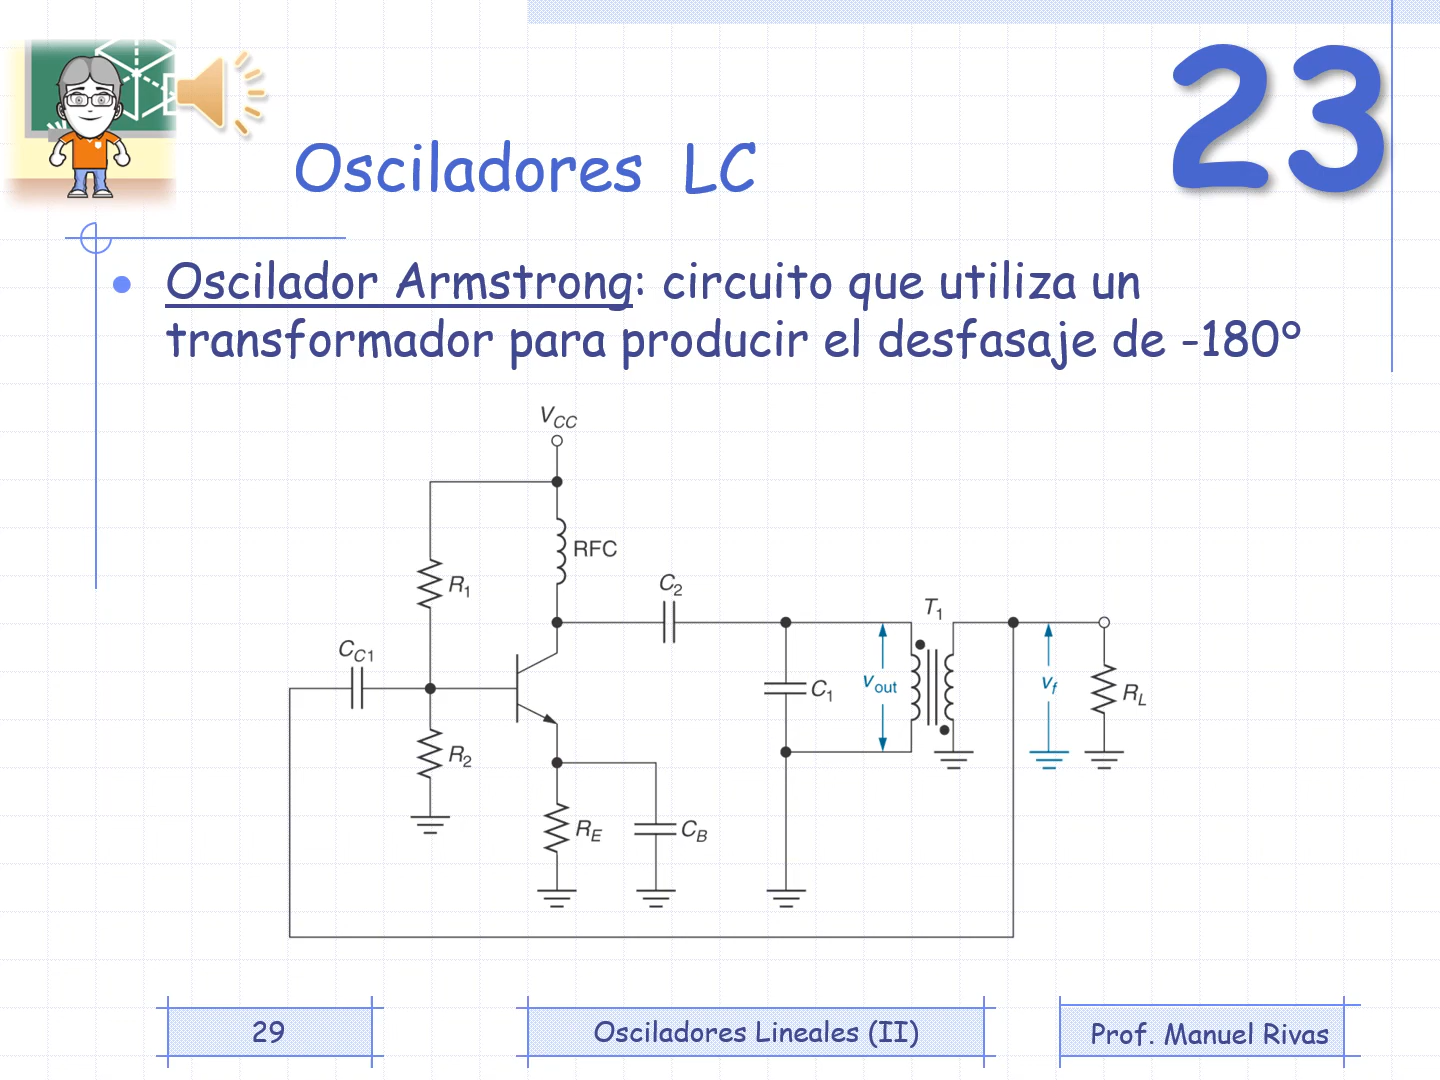 23
Osciladores LC
Oscilador Armstrong: circuito que utiliza un
transformador para producir el desfasaje de -180º
VCC
RFC
R1
C2
T1
CC1
C1
vout
vf
RL
R2
RE
CB
29
Osciladores Lineales (II)
Prof. Manuel Rivas